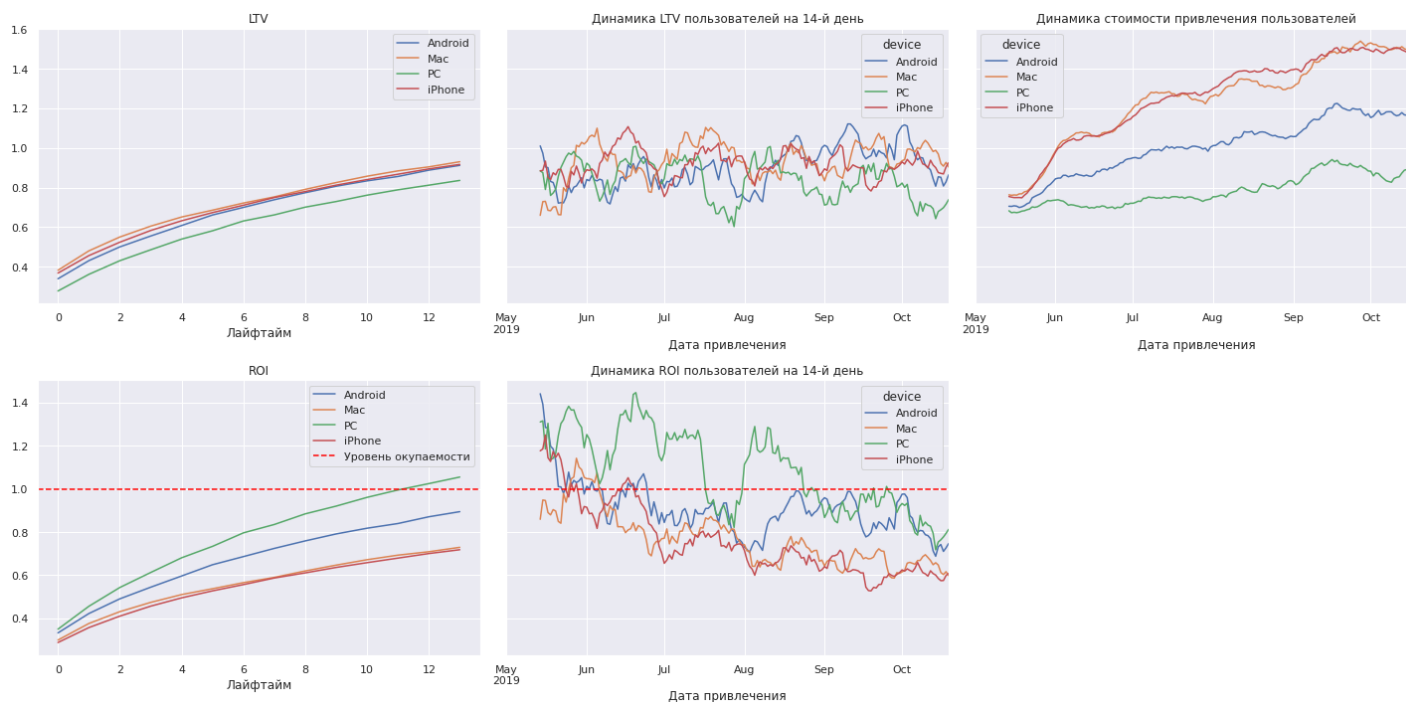 LTV
1.6
1.4
1.2
1.0
0.8
0.6
0.4
Android
Mac
PC
iPhone
0 2 4 6 8 10 12
Лайфтайм
Динамика LTV пользователей на 14-й день
device
Android
Mac
PC
iPhone
May Jun Jul Aug Sep Oct
2019
Дата привлечения
Динамика стоимости привлечения пользователей
device
Android
Mac
PC
iPhone
May Jun Jul Aug Sep Oct
2019
Дата привлечения
ROI
1.4
1.2
1.0
0.8
0.6
0.4
Android
Mac
PC
iPhone
Уровень окупаемости
0 2 4 6 8 10 12
Лайфтайм
Динамика ROI пользователей на 14-й день
device
Android
Mac
PC
iPhone
May Jun Jul Aug Sep Oct
2019
Дата привлечения